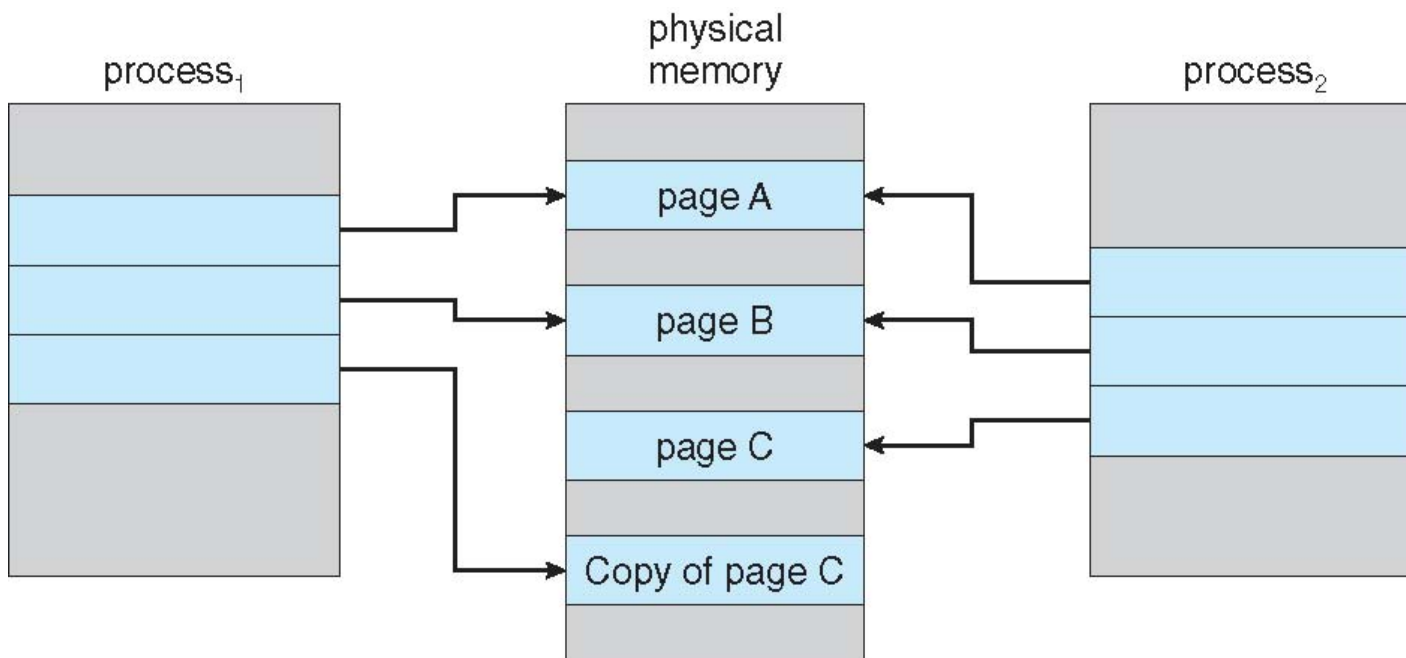 process₁
physical
memory
process₂
page A
page B
page C
Copy of page C